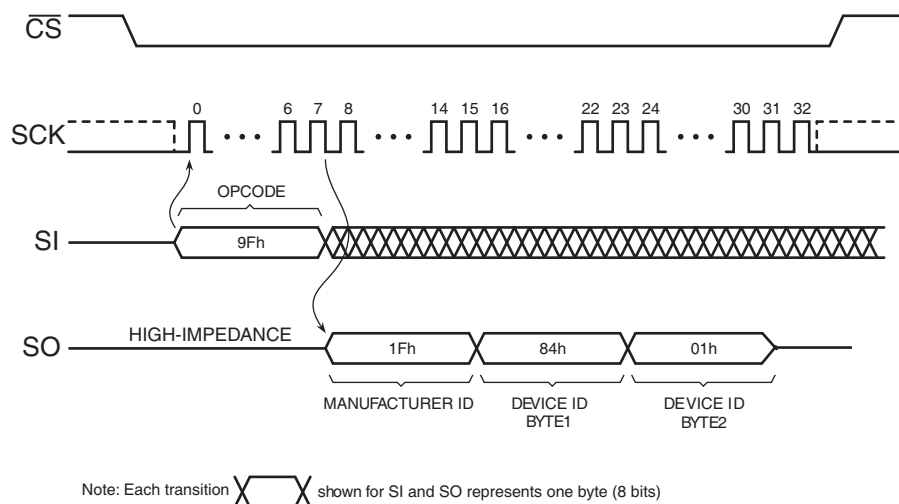 CS
0 6 7 8 14 15 16 22 23 24 30 31 32
SCK
OPCODE
SI
9Fh
HIGH-IMPEDANCE
SO
1Fh 84h 01h
MANUFACTURER ID DEVICE ID DEVICE ID
BYTE1 BYTE2
Note: Each transition shown for SI and SO represents one byte (8 bits)